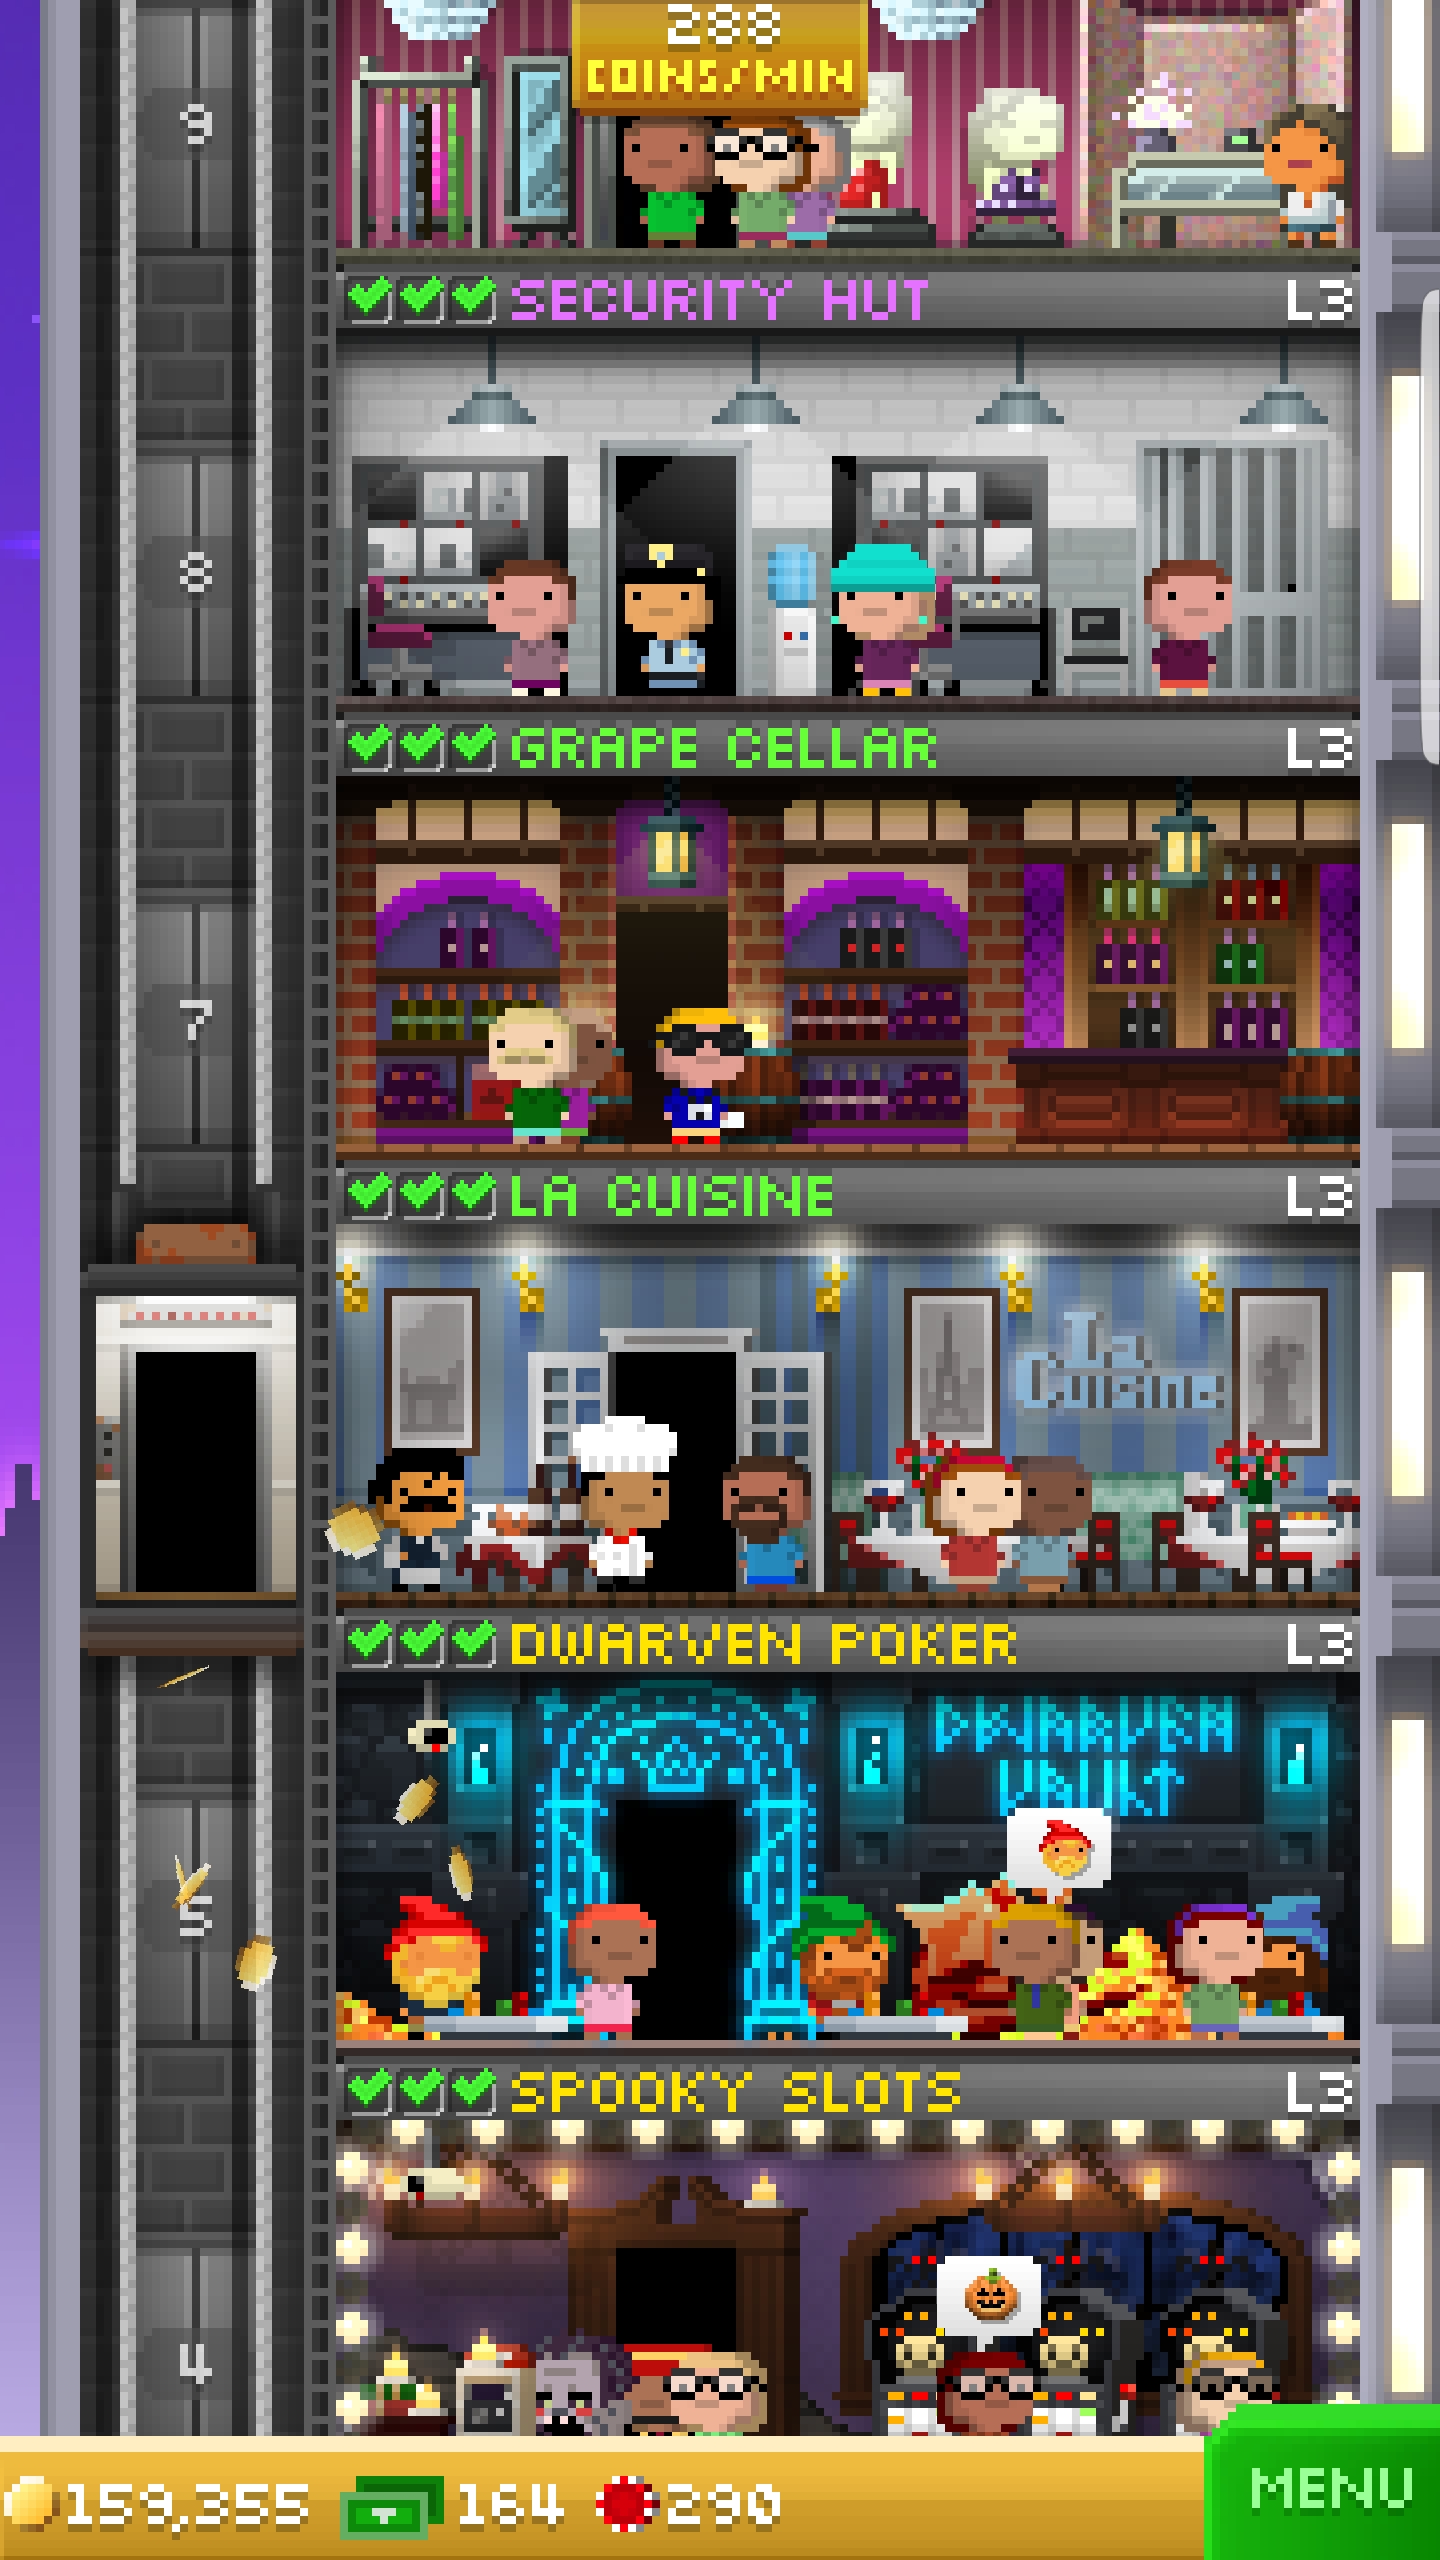 288
COINS/MIN
9
SECURITY HUT L3
8
GRAPE CELLAR L3
7
LA CUISINE L3
La
Cuisine
DWARVEN POKER L3
DWARVEN
VAULT
5
SPOOKY SLOTS L3
4
159,355 164 290
MENU